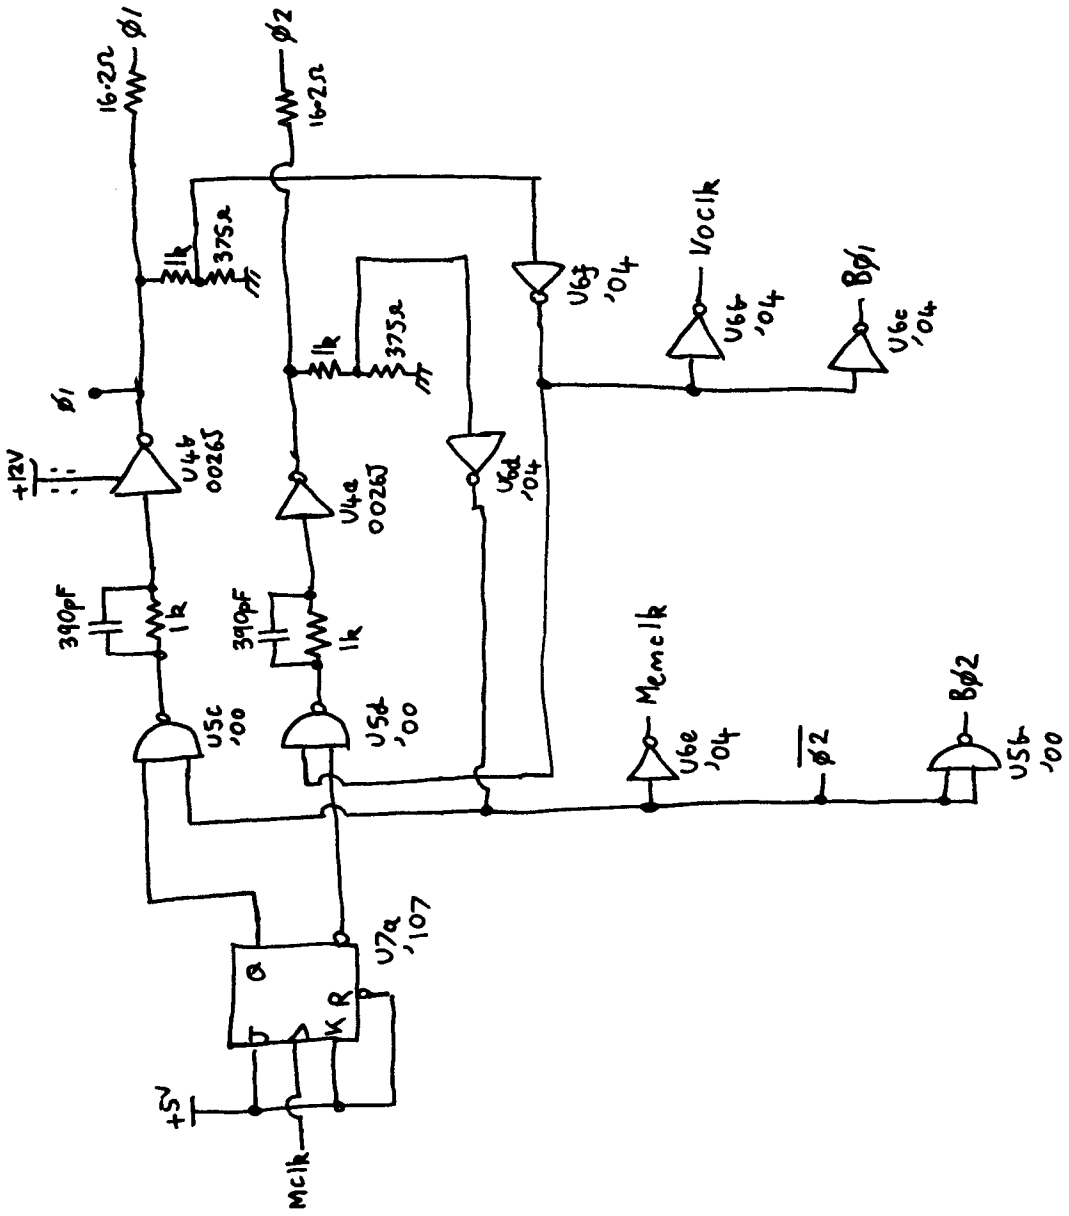 +5V
Mclk
J
K
Q
R
U7a
'107
U5c
'00
390pF
1k
+12V
U4b
0026J
φ1
1k
375Ω
16.2Ω
φ1
U5d
'00
390pF
1k
U4a
0026J
1k
375Ω
16.2Ω
φ2
U6d
'04
U6f
'04
U6e
'04
Memclk
φ2
U5b
'00
Bφ2
U6b
'04
I/Oclk
U6c
'04
Bφ1